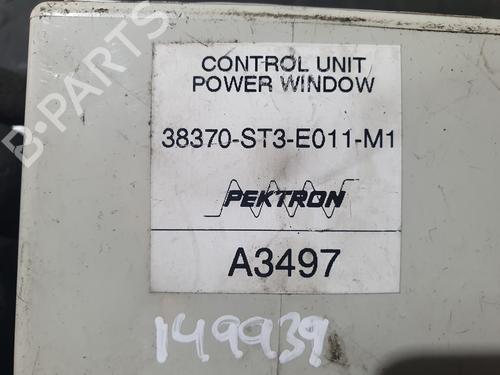 CONTROL UNIT
POWER WINDOW
38370-ST3-E011-M1
PEKTRON
A3497
149939
B-PARTS